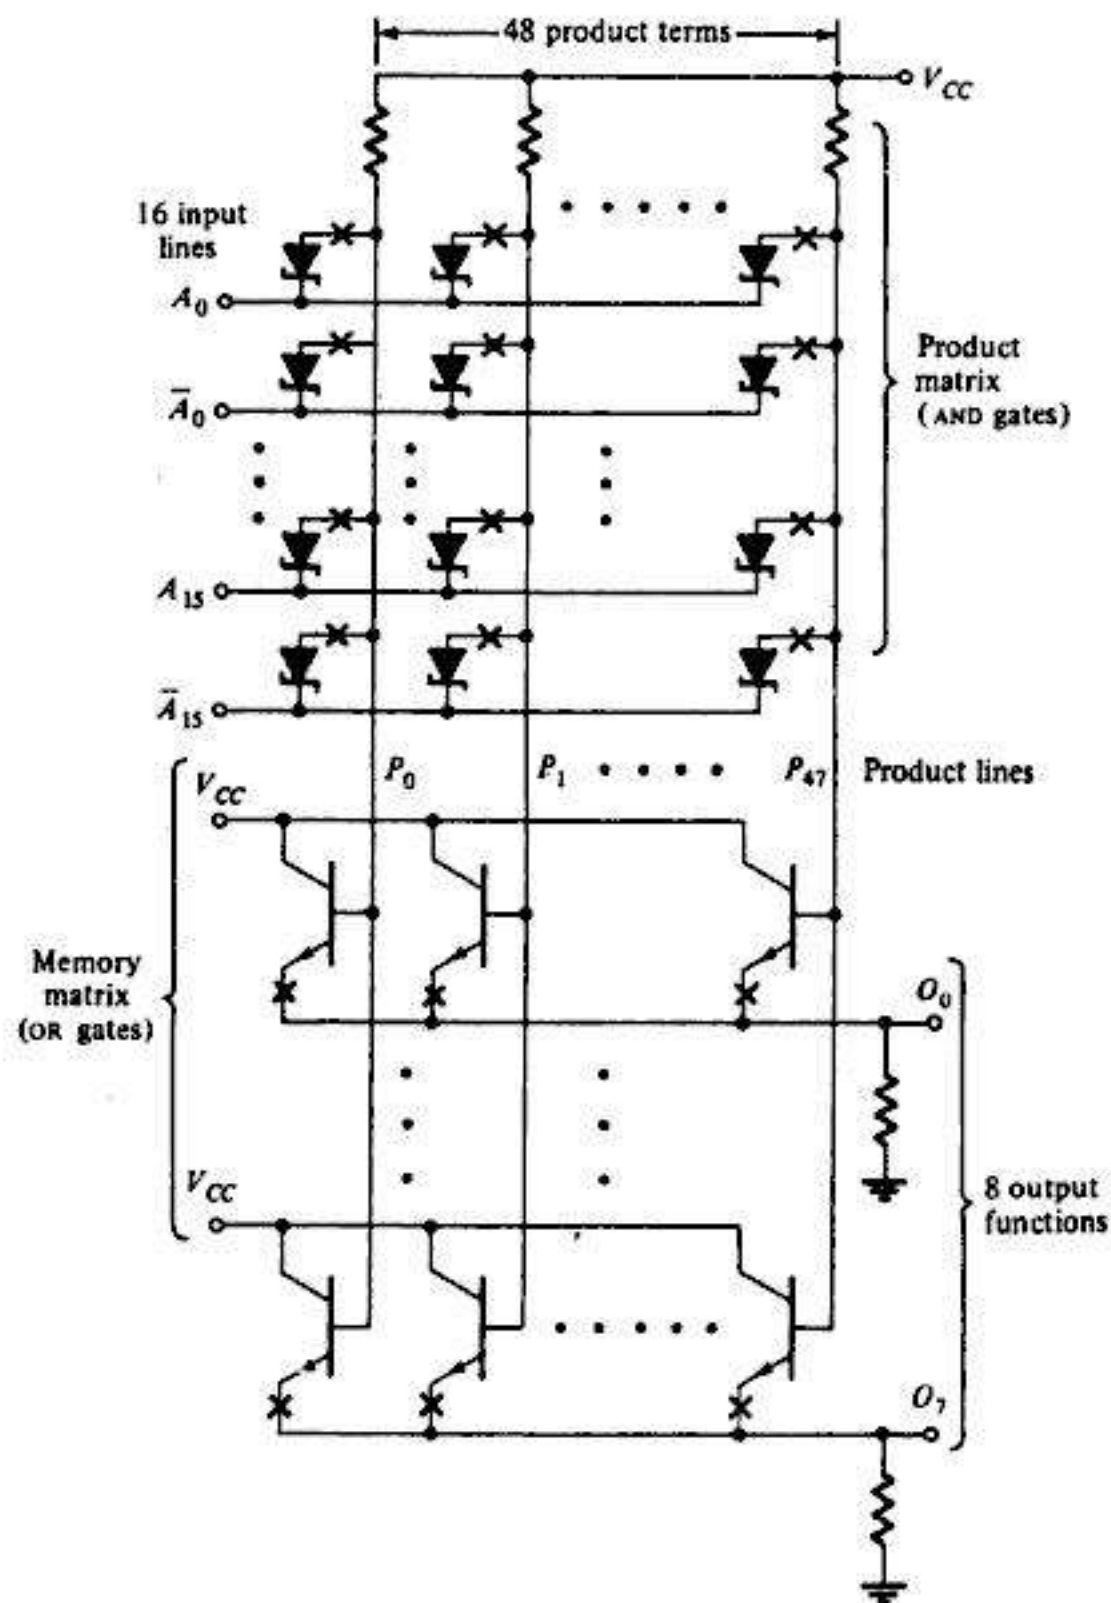 48 product terms
V_CC
16 input
lines
A_0
Ā_0
Product
matrix
(AND gates)
A_15
Ā_15
P_0
P_1
P_47
Product lines
V_CC
Memory
matrix
(OR gates)
O_0
V_CC
8 output
functions
O_7